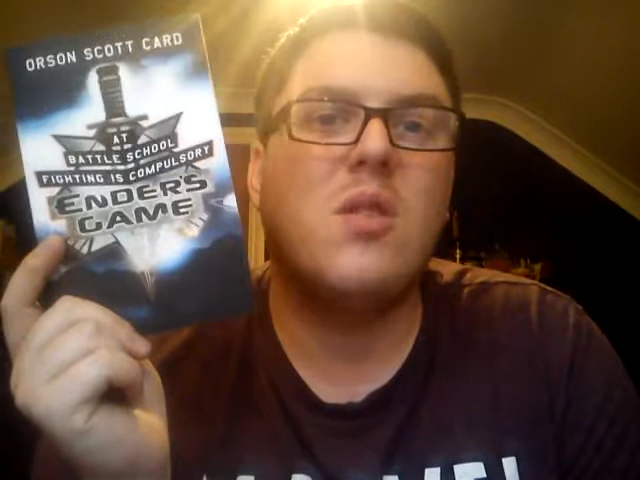 ORSON SCOTT CARD
AT
BATTLE SCHOOL
FIGHTING IS COMPULSORY
ENDER'S
GAME